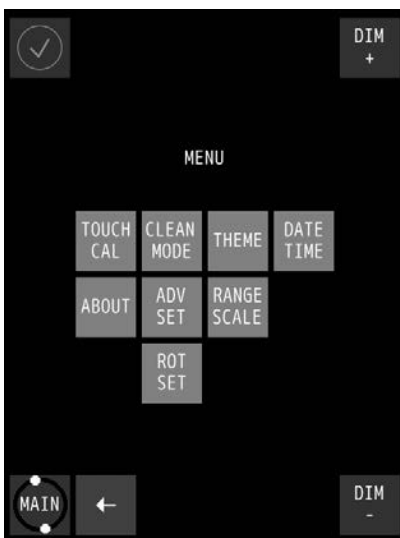 DIM
+
MENU
TOUCH
CAL
CLEAN
MODE
THEME
DATE
TIME
ABOUT
ADV
SET
RANGE
SCALE
ROT
SET
MAIN
←
DIM
-